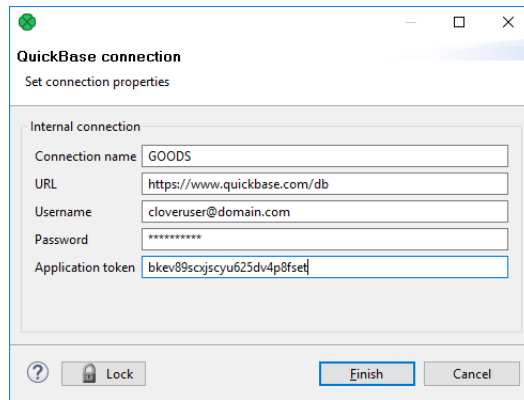 QuickBase connection
Set connection properties
Internal connection
Connection name GOODS
URL https://www.quickbase.com/db
Username cloveruser@domain.com
Password **********
Application token bkev89scxjscyu625dv4p8fset
? Lock Finish Cancel